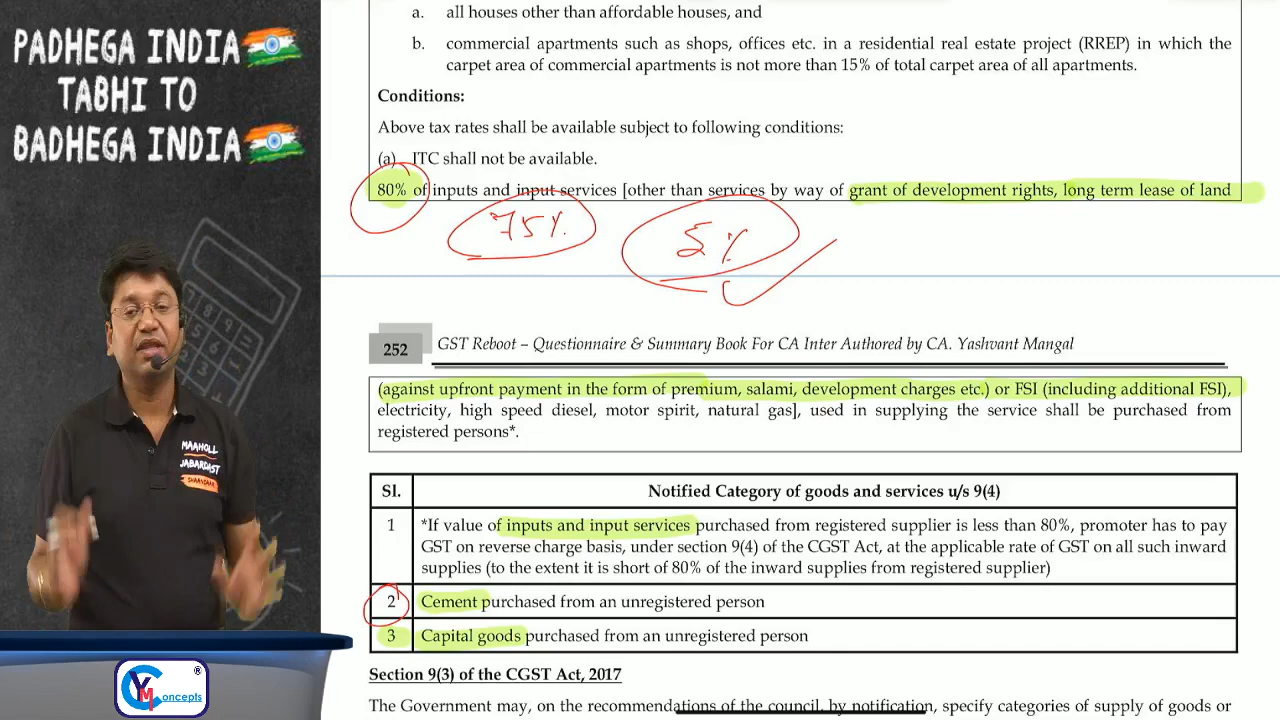 PADHEGA INDIA
TABHI TO
BADHEGA INDIA
a. all houses other than affordable houses, and
b. commercial apartments such as shops, offices etc. in a residential real estate project (RREP) in which the
carpet area of commercial apartments is not more than 15% of total carpet area of all apartments.
Conditions:
Above tax rates shall be available subject to following conditions:
(a) ITC shall not be available.
80% of inputs and input services [other than services by way of grant of development rights, long term lease of land
75%
5%
252 GST Reboot – Questionnaire & Summary Book For CA Inter Authored by CA. Yashvant Mangal
(against upfront payment in the form of premium, salami, development charges etc.) or FSI (including additional FSI),
electricity, high speed diesel, motor spirit, natural gas], used in supplying the service shall be purchased from
registered persons*.
Sl. Notified Category of goods and services u/s 9(4)
1 *If value of inputs and input services purchased from registered supplier is less than 80%, promoter has to pay
GST on reverse charge basis, under section 9(4) of the CGST Act, at the applicable rate of GST on all such inward
supplies (to the extent it is short of 80% of the inward supplies from registered supplier)
2 Cement purchased from an unregistered person
3 Capital goods purchased from an unregistered person
Section 9(3) of the CGST Act, 2017
The Government may, on the recommendations of the council, by notification, specify categories of supply of goods or
MAAHOLL
JABARDAST
SHAANDAAR
YM Concepts ®